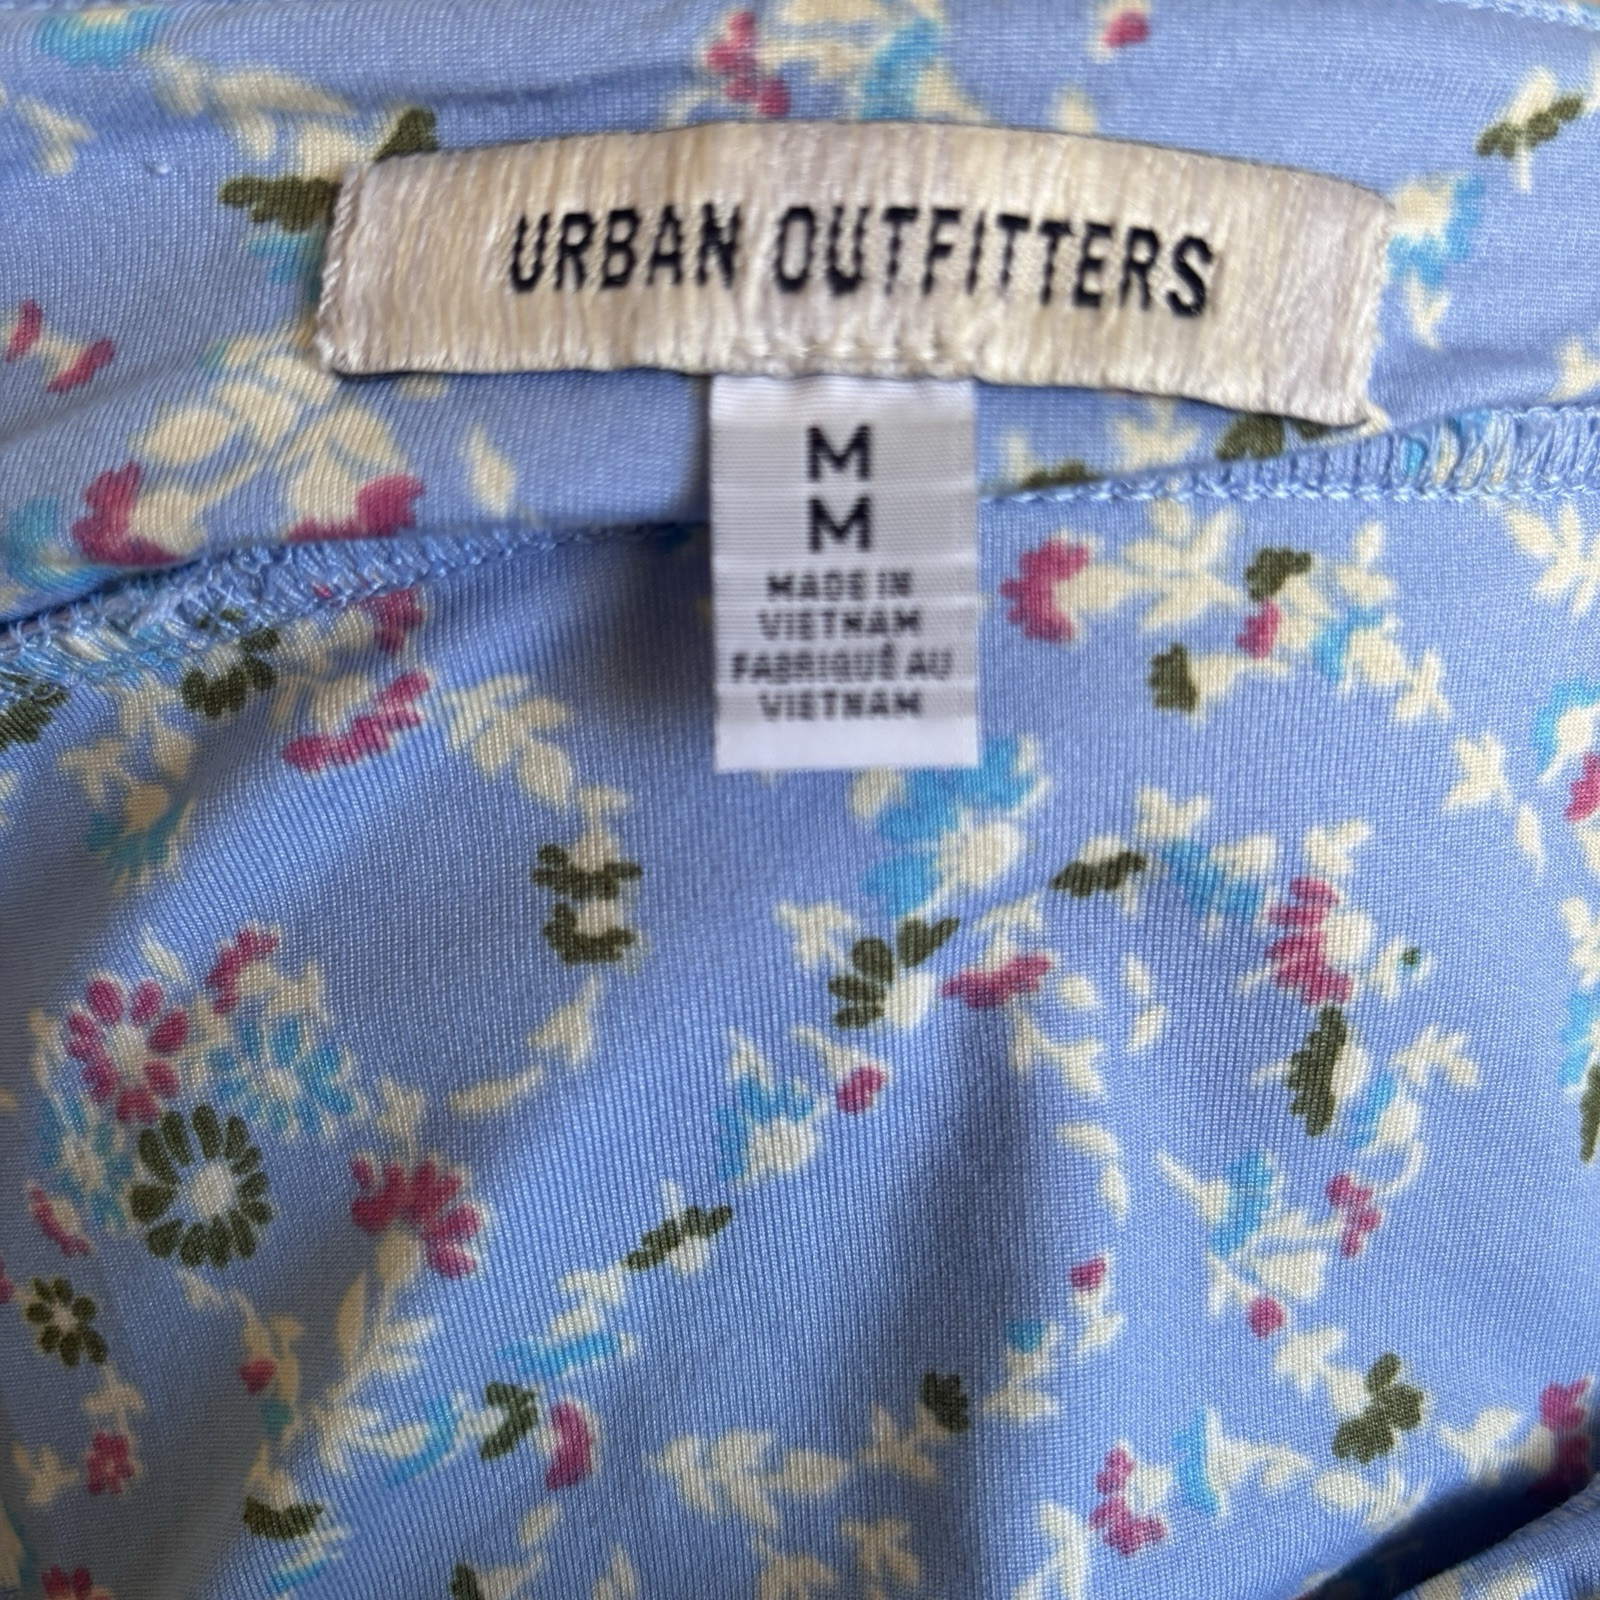 URBAN OUTFITTERS
M
M
MADE IN
VIETNAM
FABRIQUÉ AU
VIETNAM